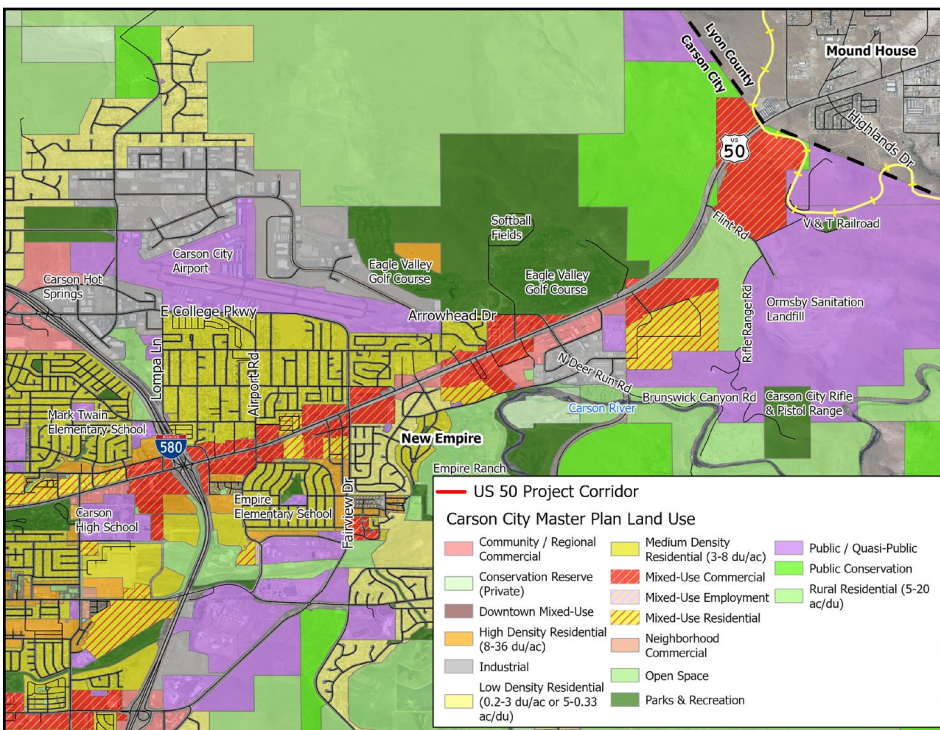 Lyon County
Carson City
Mound House
Highlands Dr
US
50
Flint Rd
V & T Railroad
Softball
Fields
Carson City
Airport
Eagle Valley
Golf Course
Eagle Valley
Golf Course
Carson Hot
Springs
E College Pkwy
Arrowhead Dr
Ormsby Sanitation
Landfill
Rifle Range Rd
Lompa Ln
Airport Rd
N Deer Run Rd
Brunswick Canyon Rd
Carson City Rifle
& Pistol Range
Carson River
Mark Twain
Elementary School
INTERSTATE
580
New Empire
Empire Ranch
Carson
High School
Empire
Elementary School
Fairview Dr
US 50 Project Corridor
Carson City Master Plan Land Use
Community / Regional
Commercial
Conservation Reserve
(Private)
Downtown Mixed-Use
High Density Residential
(8-36 du/ac)
Industrial
Low Density Residential
(0.2-3 du/ac or 5-0.33
ac/du)
Medium Density
Residential (3-8 du/ac)
Mixed-Use Commercial
Mixed-Use Employment
Mixed-Use Residential
Neighborhood
Commercial
Open Space
Parks & Recreation
Public / Quasi-Public
Public Conservation
Rural Residential (5-20
ac/du)